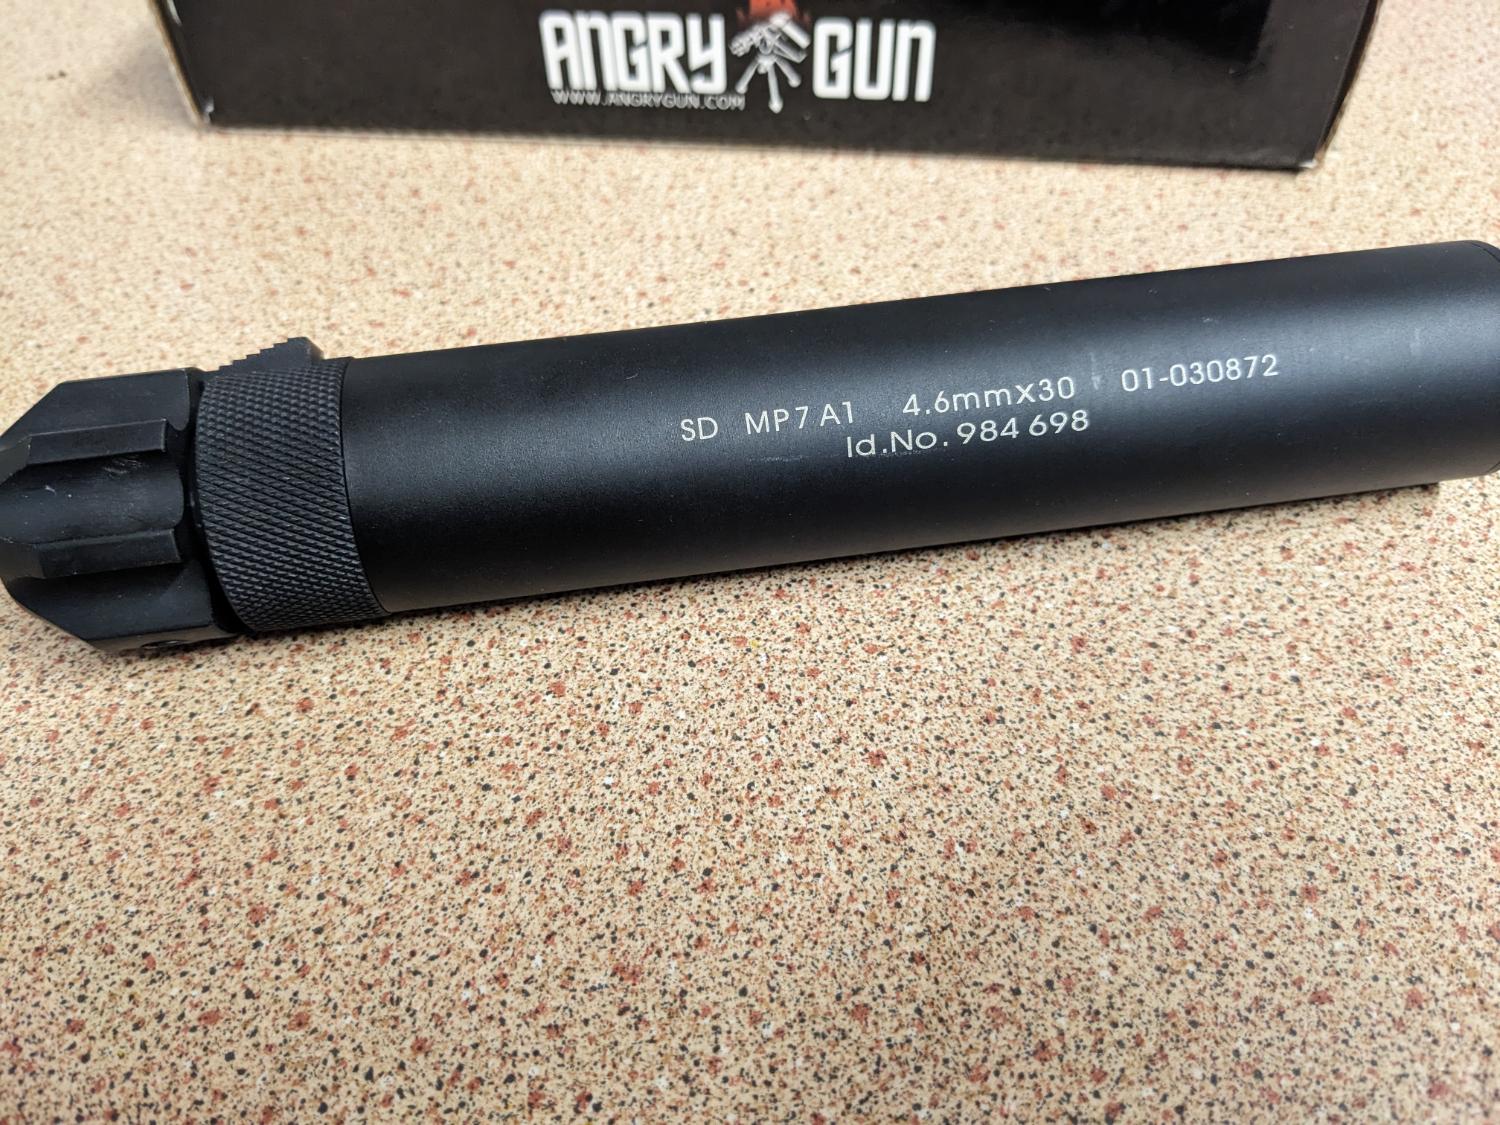 ANGRY GUN
WWW.ANGRYGUN.COM
SD MP7 A1 4.6mmx30 01-030872
Id.No. 984 698